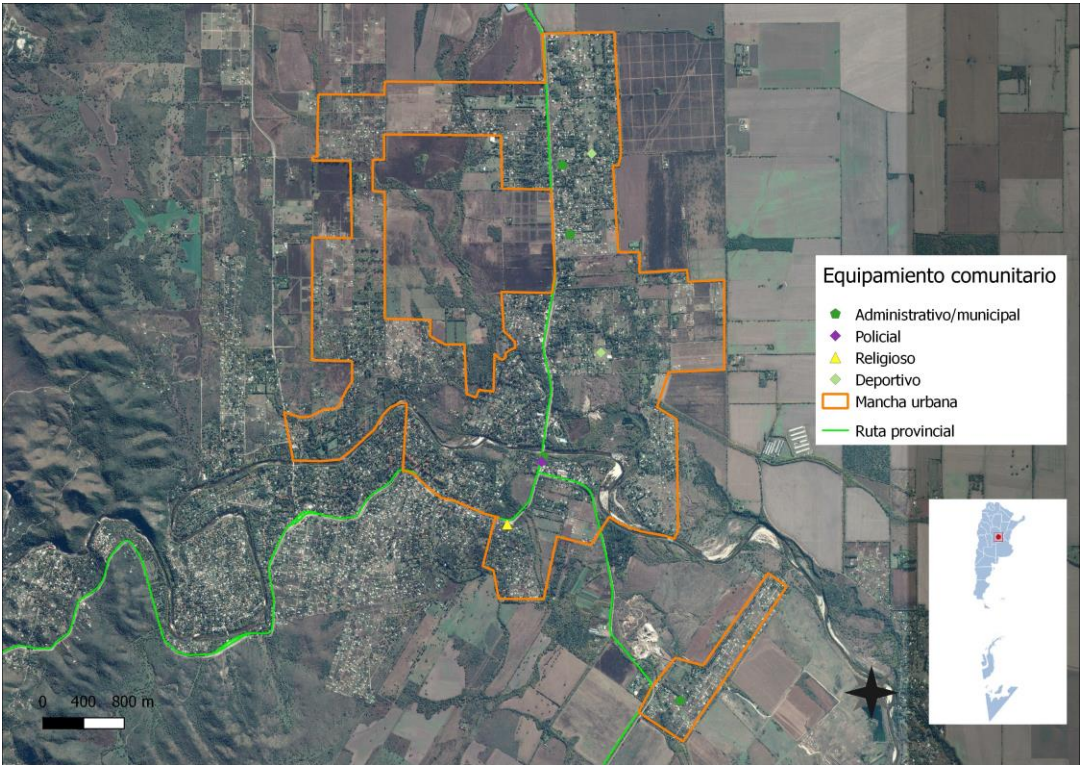 Equipamiento comunitario
Administrativo/municipal
Policial
Religioso
Deportivo
Mancha urbana
Ruta provincial
0 400 800 m